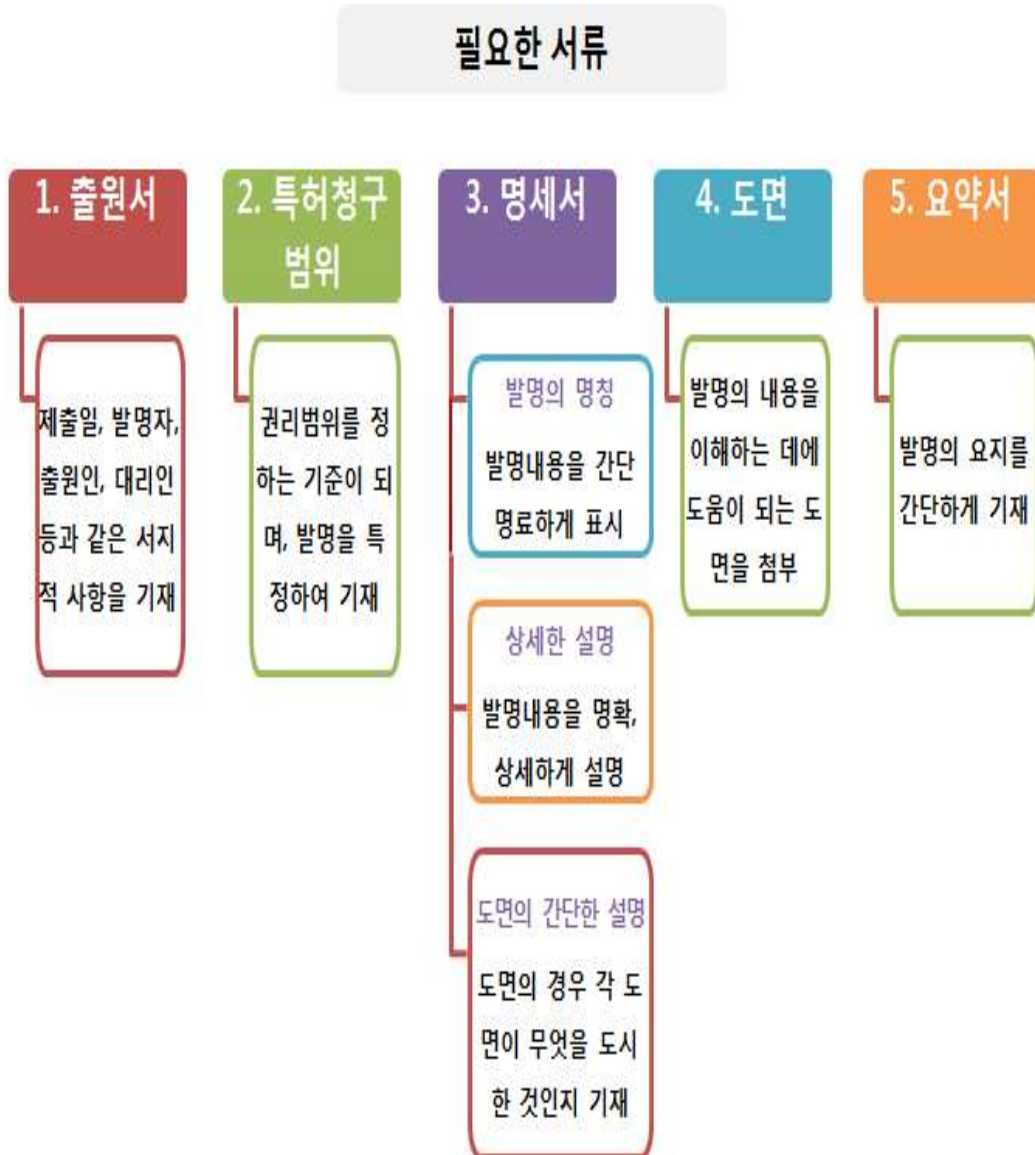 필요한 서류
1. 출원서
제출일, 발명자,
출원인, 대리인
등과 같은 서지
적 사항을 기재
2. 특허청구
범위
권리범위를 정
하는 기준이 되
며, 발명을 특
정하여 기재
3. 명세서
발명의 명칭
발명내용을 간단
명료하게 표시
상세한 설명
발명내용을 명확,
상세하게 설명
도면의 간단한 설명
도면의 경우 각 도
면이 무엇을 도시
한 것인지 기재
4. 도면
발명의 내용을
이해하는 데에
도움이 되는 도
면을 첨부
5. 요약서
발명의 요지를
간단하게 기재